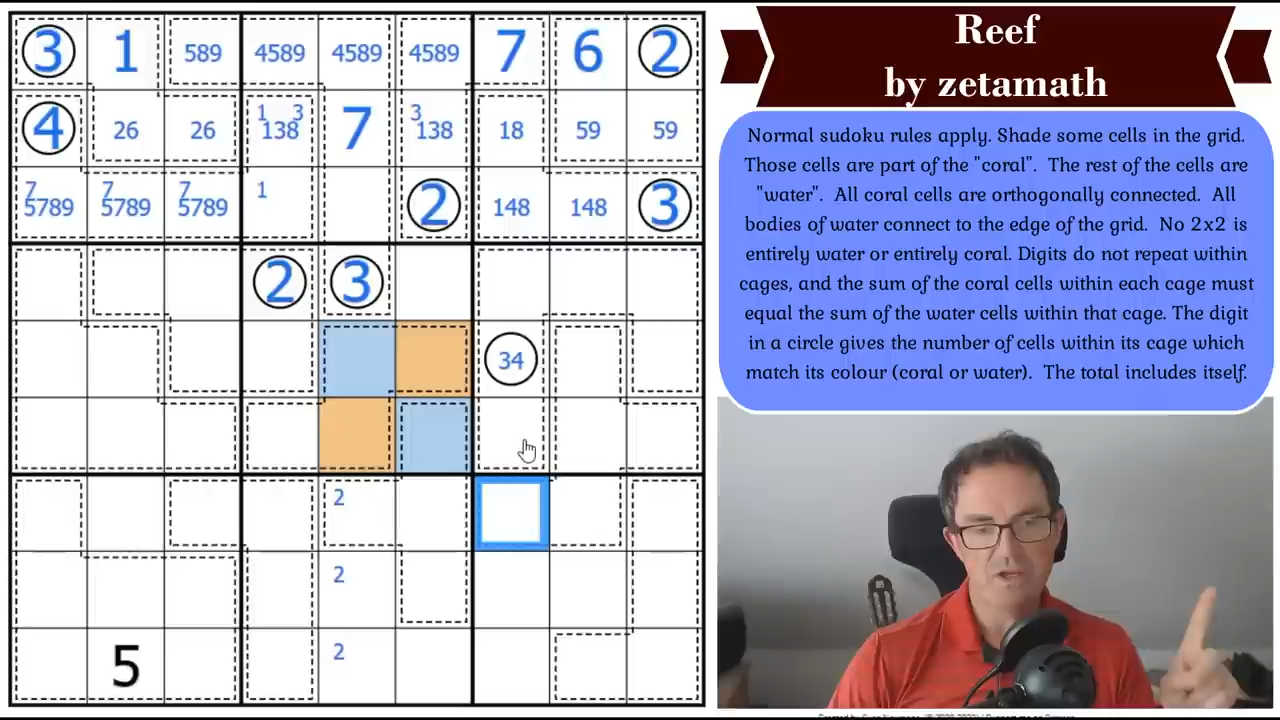 Reef
by zetamath
Normal sudoku rules apply. Shade some cells in the grid.
Those cells are part of the "coral". The rest of the cells are
"water". All coral cells are orthogonally connected. All
bodies of water connect to the edge of the grid. No 2x2 is
entirely water or entirely coral. Digits do not repeat within
cages, and the sum of the coral cells within each cage must
equal the sum of the water cells within that cage. The digit
in a circle gives the number of cells within its cage which
match its colour (coral or water). The total includes itself.
3 1 589 4589 4589 4589 7 6 2
4 26 26 1 3 138 7 3 138 18 59 59
7 5789 7 5789 7 5789 1 2 148 148 3
2 3
34
2
2
5 2